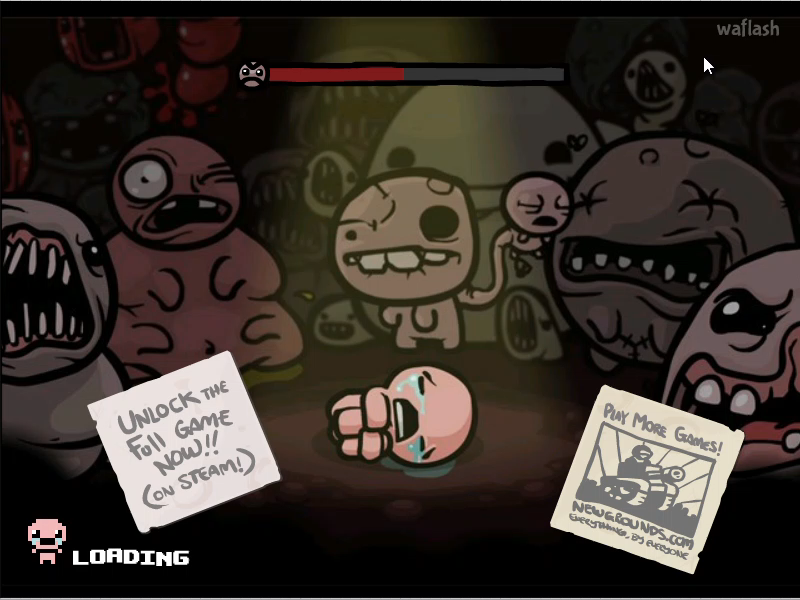 waflash
UNLOCK THE
FULL GAME
NOW!!
(ON STEAM!)
PLAY MORE GAMES!
NEWGROUNDS.COM
EVERYTHING, BY EVERYONE
LOADING